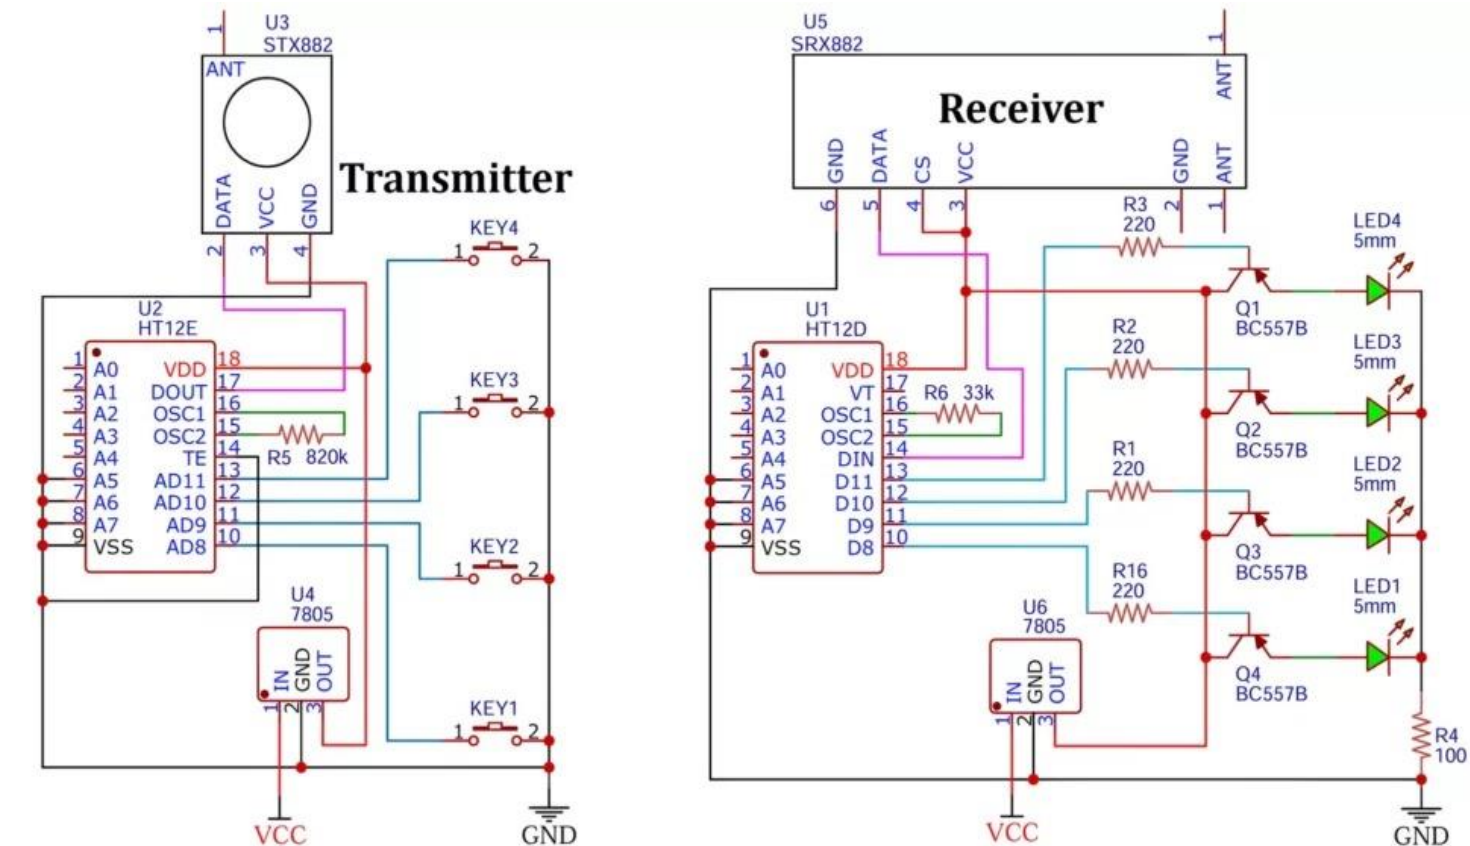 1
U3
STX882
ANT
DATA
VCC
GND
2
3
4
Transmitter
U2
HT12E
1 A0 VDD 18
2 A1 DOUT 17
3 A2 OSC1 16
4 A3 OSC2 15
5 A4 TE 14
6 A5 AD11 13
7 A6 AD10 12
8 A7 AD9 11
9 VSS AD8 10
R5 820k
KEY4
1 2
KEY3
1 2
KEY2
1 2
KEY1
1 2
U4
7805
IN
GND
OUT
1 2 3
VCC
GND
U5
SRX882
1
ANT
Receiver
GND
DATA
CS
VCC
GND
ANT
6
5
4
3
2
1
U1
HT12D
1 A0 VDD 18
2 A1 VT 17
3 A2 OSC1 16
4 A3 OSC2 15
5 A4 DIN 14
6 A5 D11 13
7 A6 D10 12
8 A7 D9 11
9 VSS D8 10
R6 33k
R3
220
R2
220
R1
220
R16
220
Q1
BC557B
Q2
BC557B
Q3
BC557B
Q4
BC557B
LED4
5mm
LED3
5mm
LED2
5mm
LED1
5mm
U6
7805
IN
GND
OUT
1 2 3
VCC
R4
100
GND